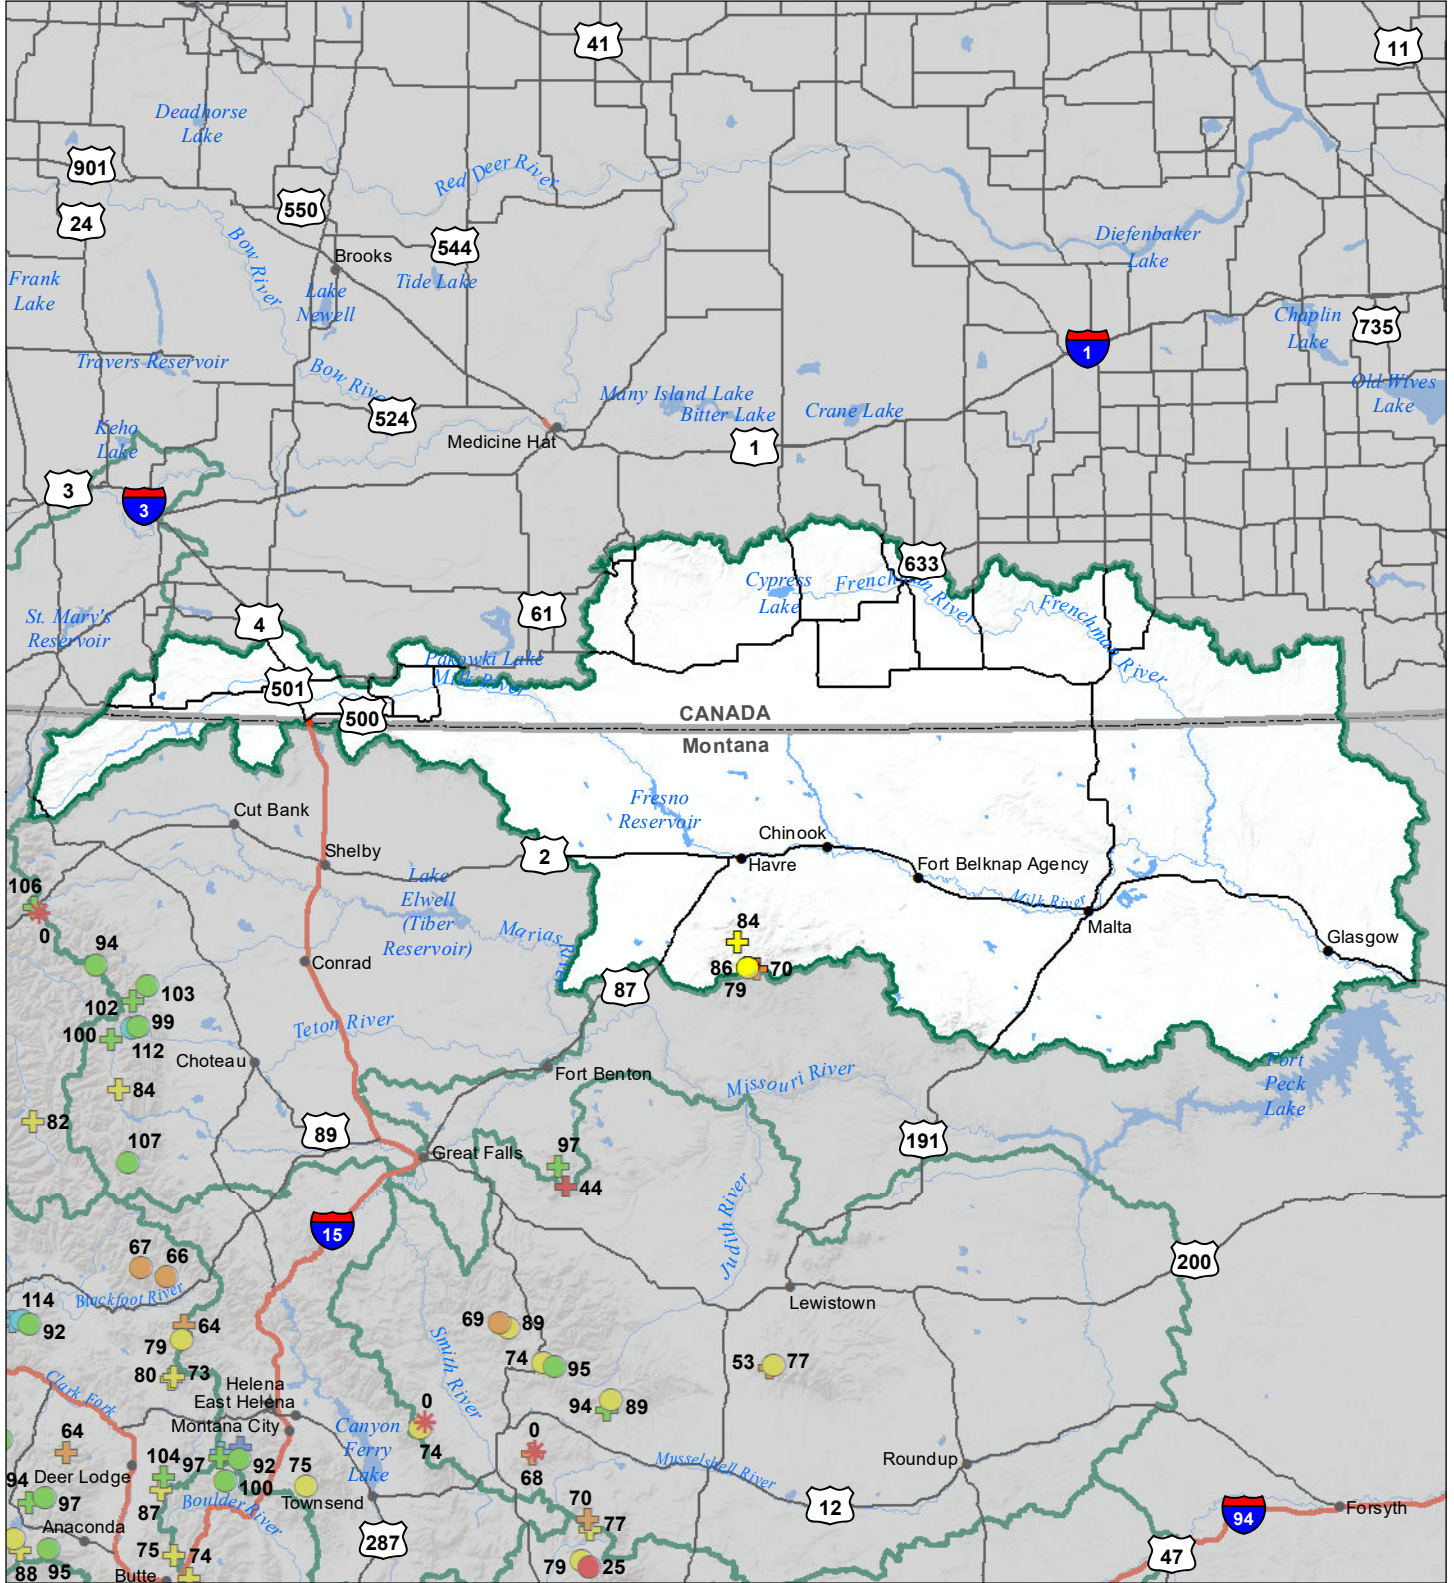 41
11
Deadhorse
Lake
901
24
550
544
Red Deer River
Bow River
Brooks
Diefenbaker
Lake
Frank
Lake
Lake
Newell
Tide Lake
Chaplin
Lake
735
1
Travers Reservoir
Bow River
524
Many Island Lake
Bitter Lake
Crane Lake
Old Wives
Lake
Keho
Lake
Medicine Hat
1
3
3
633
Cypress
Lake
Frenchman River
Frenchman River
St. Mary's
Reservoir
4
61
Pakowki Lake
Milk River
501
500
CANADA
Montana
Cut Bank
Fresno
Reservoir
Chinook
Shelby
2
Havre
Fort Belknap Agency
Lake
Elwell
(Tiber
Reservoir)
Milk River
Malta
106
0
94
Marias River
84
Glasgow
Conrad
86
70
79
87
102
103
100
99
112
Teton River
Choteau
Fort Benton
Missouri River
Fort
Peck
Lake
84
82
89
107
Great Falls
97
44
191
15
Judith River
200
67
66
Blackfoot River
114
92
Lewistown
64
79
69
89
Smith River
80
73
74
95
53
77
Clark Fork
Helena
East Helena
Montana City
0
94
89
Canyon
Ferry
Lake
74
0
68
64
104
97
92
75
100
Musselshell River
Roundup
94
Deer Lodge
97
87
Boulder River
Townsend
12
94
Forsyth
Anaconda
287
70
77
47
88
95
75
74
Butte
79
25